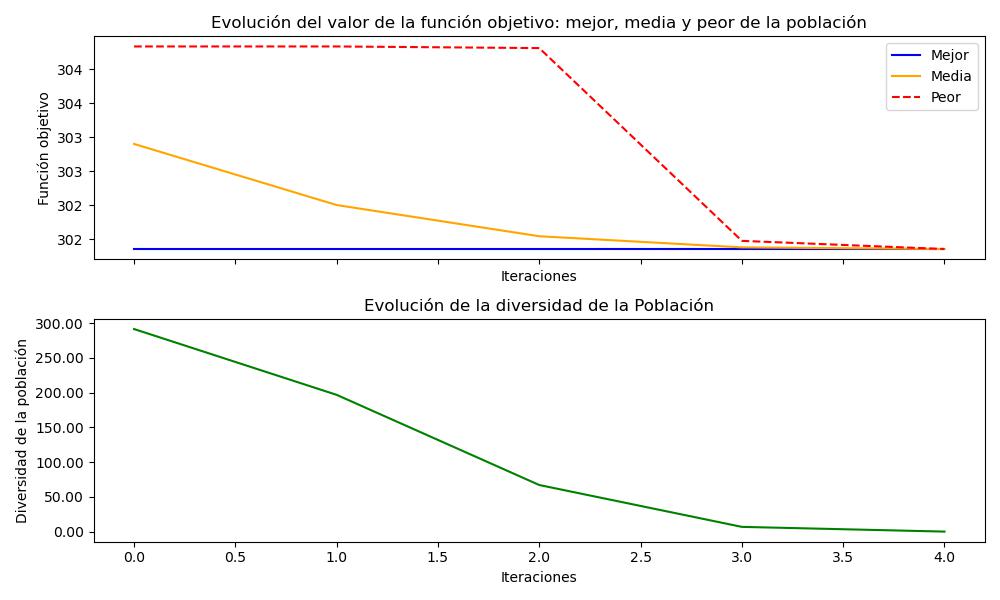 Evolución del valor de la función objetivo: mejor, media y peor de la población
Función objetivo
304
304
303
303
302
302
Mejor
Media
Peor
Iteraciones
Evolución de la diversidad de la Población
Diversidad de la población
300.00
250.00
200.00
150.00
100.00
50.00
0.00
0.0 0.5 1.0 1.5 2.0 2.5 3.0 3.5 4.0
Iteraciones